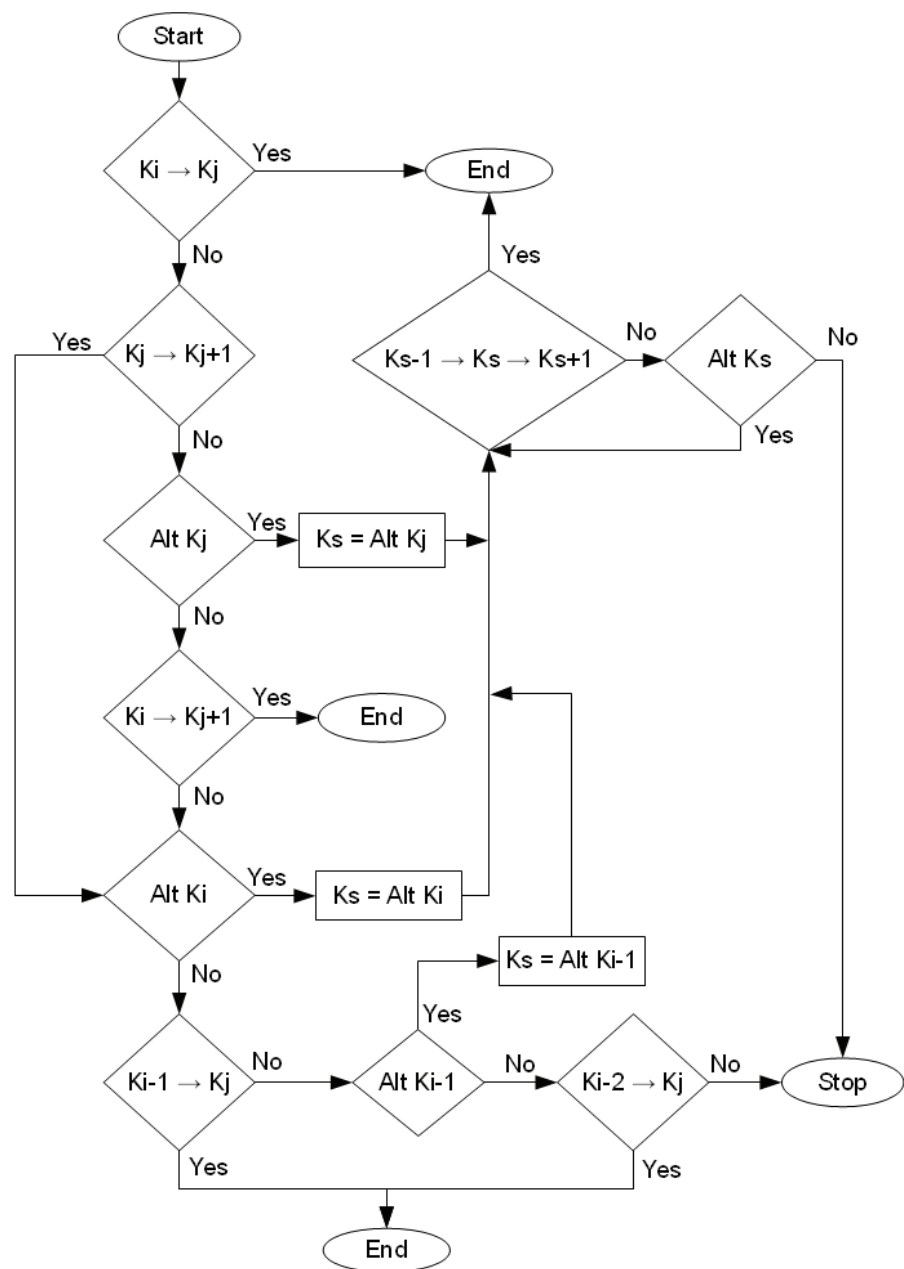 Start
Ki → Kj
Yes
End
No
Yes
Kj → Kj+1
Yes
Ks-1 → Ks → Ks+1
No
Alt Ks
No
Yes
No
Alt Kj
Yes
Ks = Alt Kj
No
Ki → Kj+1
Yes
End
No
Alt Ki
Yes
Ks = Alt Ki
No
Ks = Alt Ki-1
Yes
Ki-1 → Kj
No
Alt Ki-1
No
Ki-2 → Kj
No
Stop
Yes
Yes
End